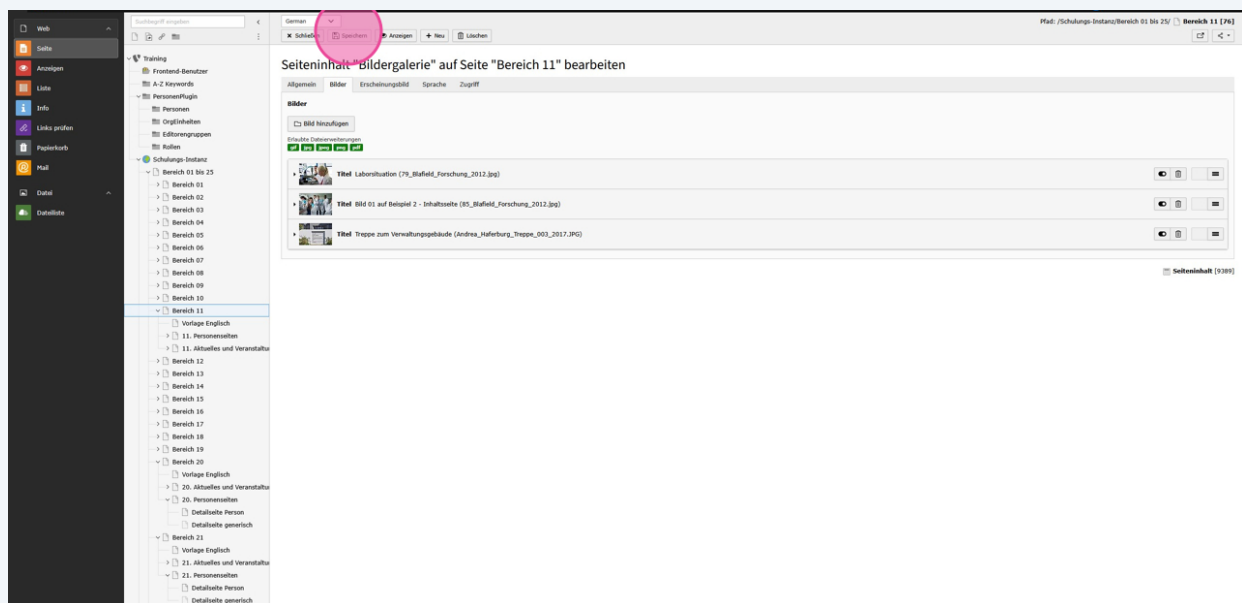 Web
Seite
Anzeigen
Liste
Info
Links prüfen
Papierkorb
Mail
Datei
Dateiliste
Suchbegriff eingeben
Training
Frontend-Benutzer
A-Z Keywords
PersonenPlugin
Personen
OrgEinheiten
Editorengruppen
Rollen
Schulungs-Instanz
Bereich 01 bis 25
Bereich 01
Bereich 02
Bereich 03
Bereich 04
Bereich 05
Bereich 06
Bereich 07
Bereich 08
Bereich 09
Bereich 10
Bereich 11
Vorlage Englisch
11. Personenseiten
11. Aktuelles und Veranstaltu
Bereich 12
Bereich 13
Bereich 14
Bereich 15
Bereich 16
Bereich 17
Bereich 18
Bereich 19
Bereich 20
Vorlage Englisch
20. Aktuelles und Veranstaltu
20. Personenseiten
Detailseite Person
Detailseite generisch
Bereich 21
Vorlage Englisch
21. Aktuelles und Veranstaltu
21. Personenseiten
Detailseite Person
Detailseite generisch
German
Pfad: /Schulungs-Instanz/Bereich 01 bis 25/ Bereich 11 [76]
Schließen Speichern Anzeigen Neu Löschen
Seiteninhalt "Bildergalerie" auf Seite "Bereich 11" bearbeiten
Allgemein Bilder Erscheinungsbild Sprache Zugriff
Bilder
Bild hinzufügen
Erlaubte Dateierweiterungen
gif jpg jpeg png pdf
Titel Laborsituation (79_Blafield_Forschung_2012.jpg)
Titel Bild 01 auf Beispiel 2 - Inhaltsseite (85_Blafield_Forschung_2012.jpg)
Titel Treppe zum Verwaltungsgebäude (Andrea_Haferburg_Treppe_003_2017.JPG)
Seiteninhalt [9389]